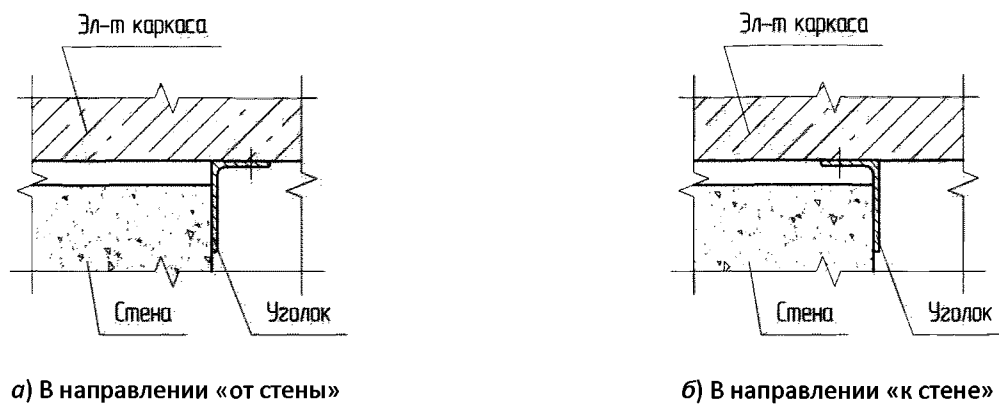 Эл-т каркаса
Эл-т каркаса
Стена
Уголок
Стена
Уголок
а) В направлении «от стены»
б) В направлении «к стене»